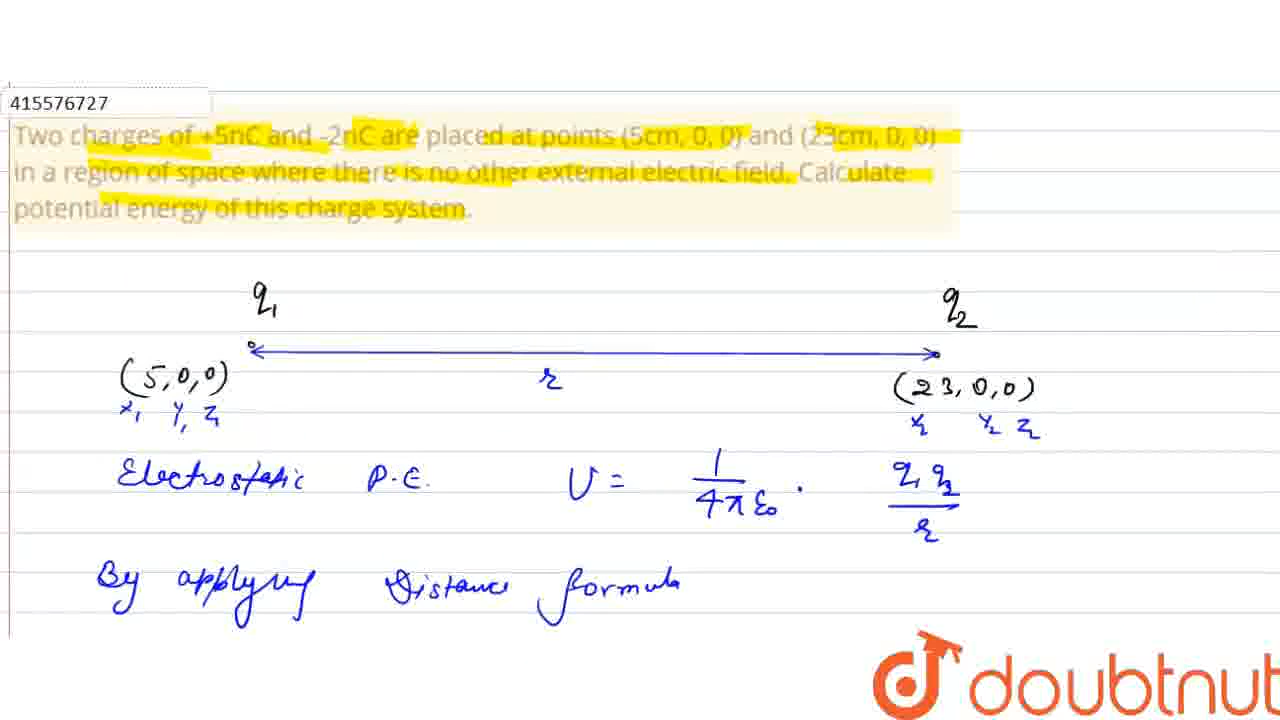 415576727
Two charges of +5nC and -2nC are placed at points (5cm, 0, 0) and (23cm, 0, 0)
in a region of space where there is no other external electric field. Calculate
potential energy of this charge system.
q₁ q₂
(5,0,0) r (23,0,0)
x₁ y₁ z₁ x₂ y₂ z₂
Electrostatic P.E. U = 1/4πε₀ · q₁q₂/r
By applying Distance formula
doubtnut